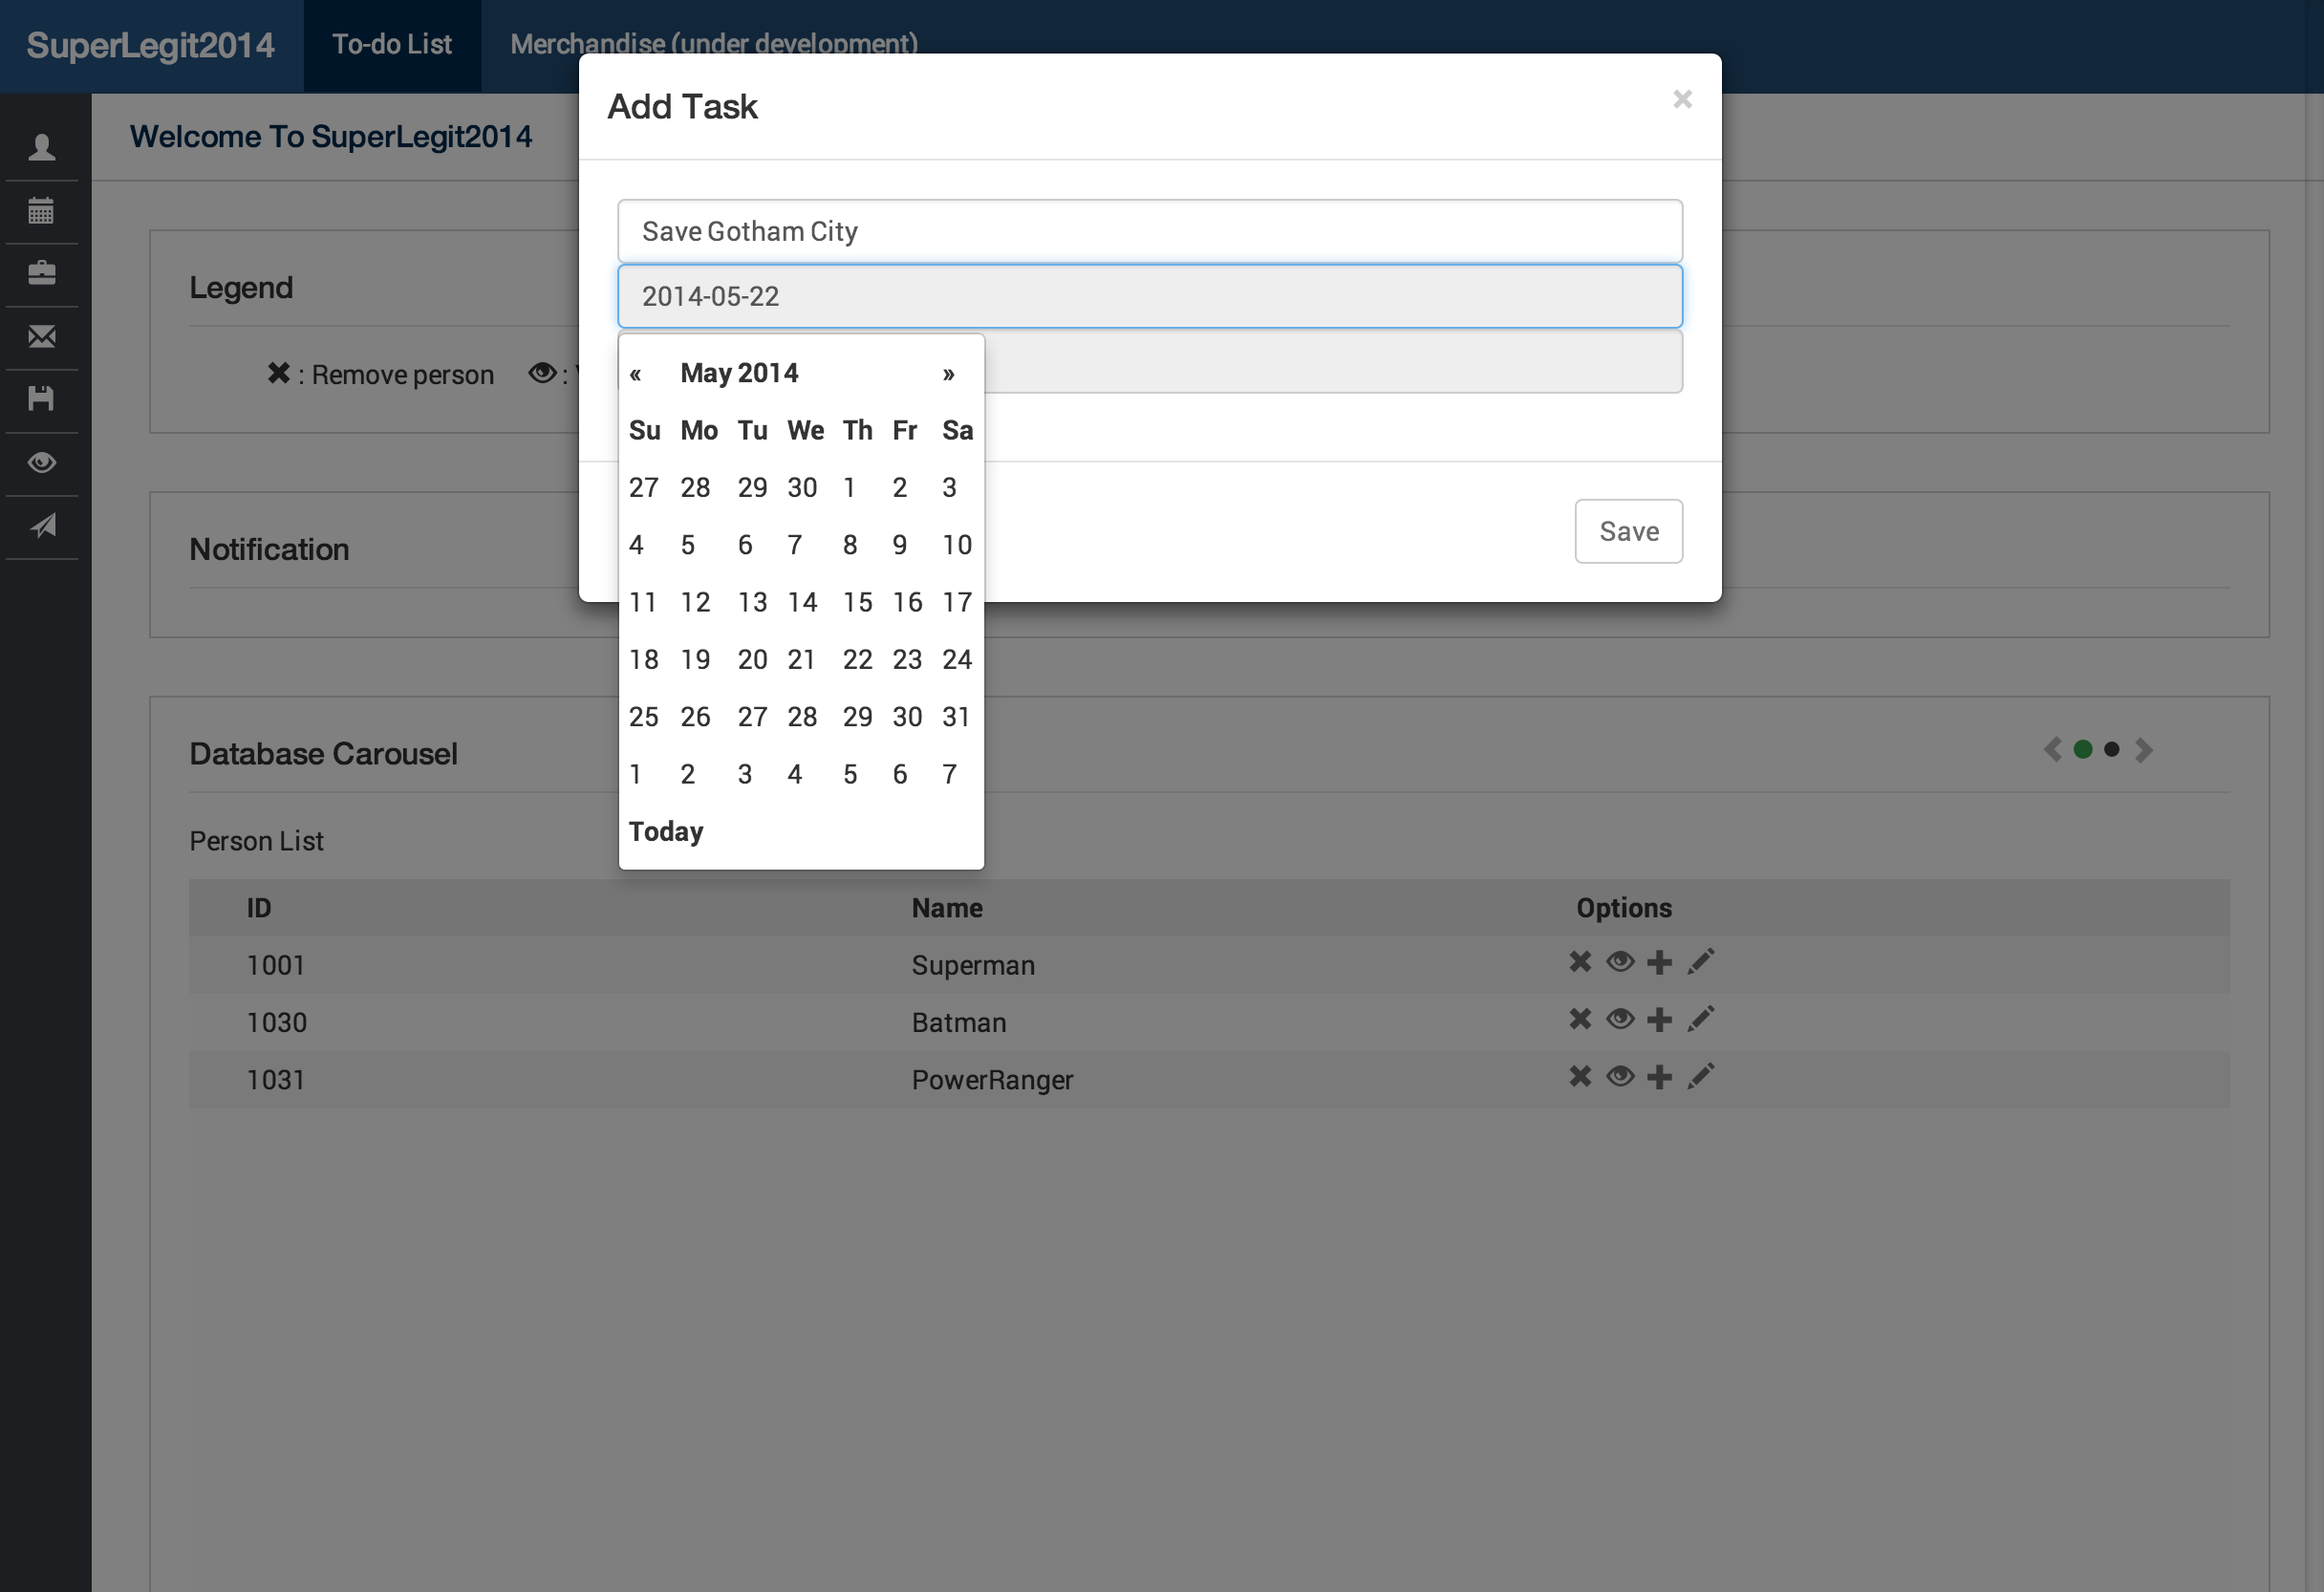 SuperLegit2014 To-do List Merchandise (under development)
Add Task ×
Welcome To SuperLegit2014
Save Gotham City
2014-05-22
Legend
: Remove person :
« May 2014 »
Su Mo Tu We Th Fr Sa
27 28 29 30 1 2 3
4 5 6 7 8 9 10
11 12 13 14 15 16 17
18 19 20 21 22 23 24
25 26 27 28 29 30 31
1 2 3 4 5 6 7
Today
Save
Notification
Database Carousel
Person List
ID Name Options
1001 Superman
1030 Batman
1031 PowerRanger